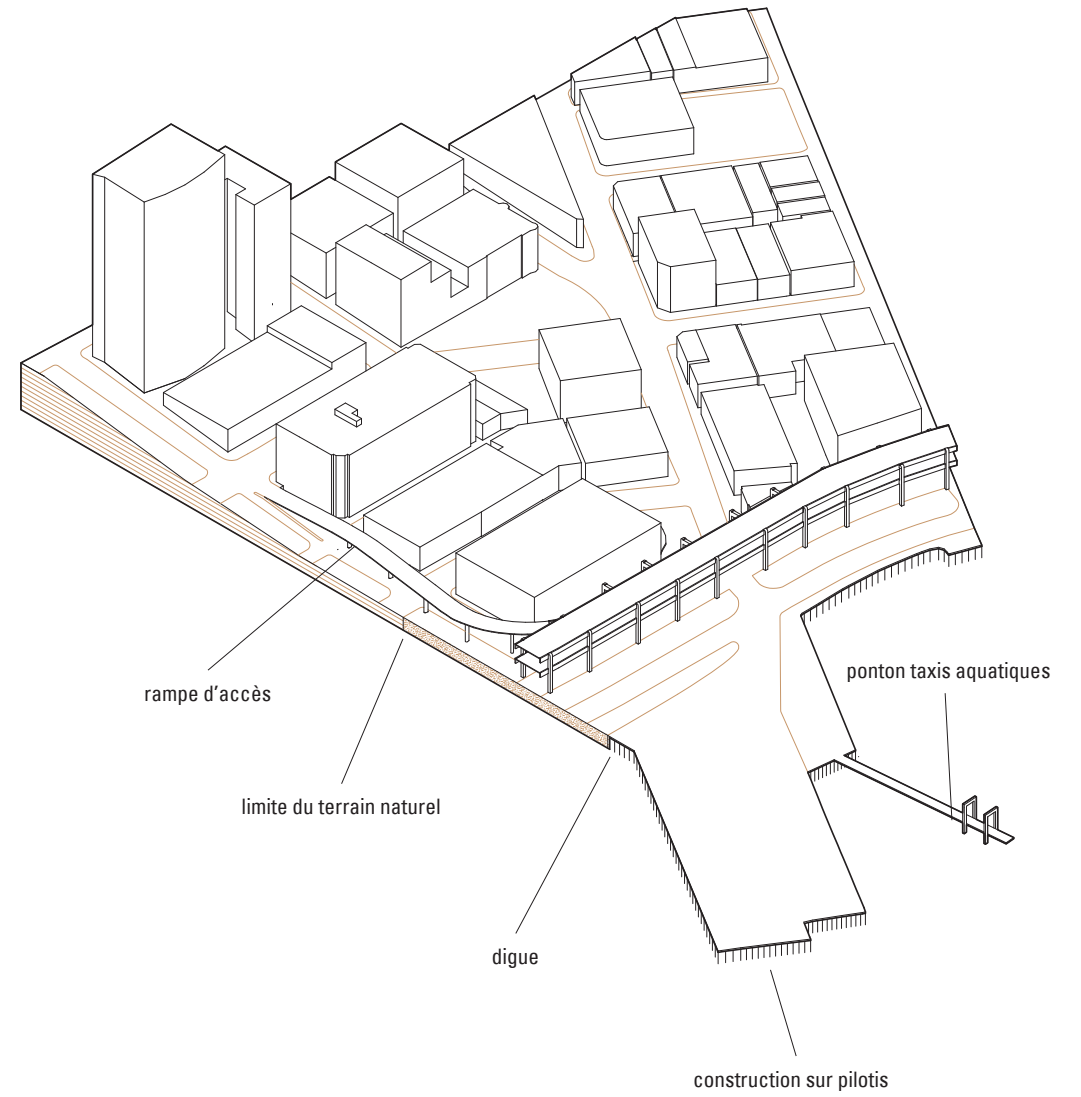 ponton taxis aquatiques
rampe d'accès
limite du terrain naturel
digue
construction sur pilotis